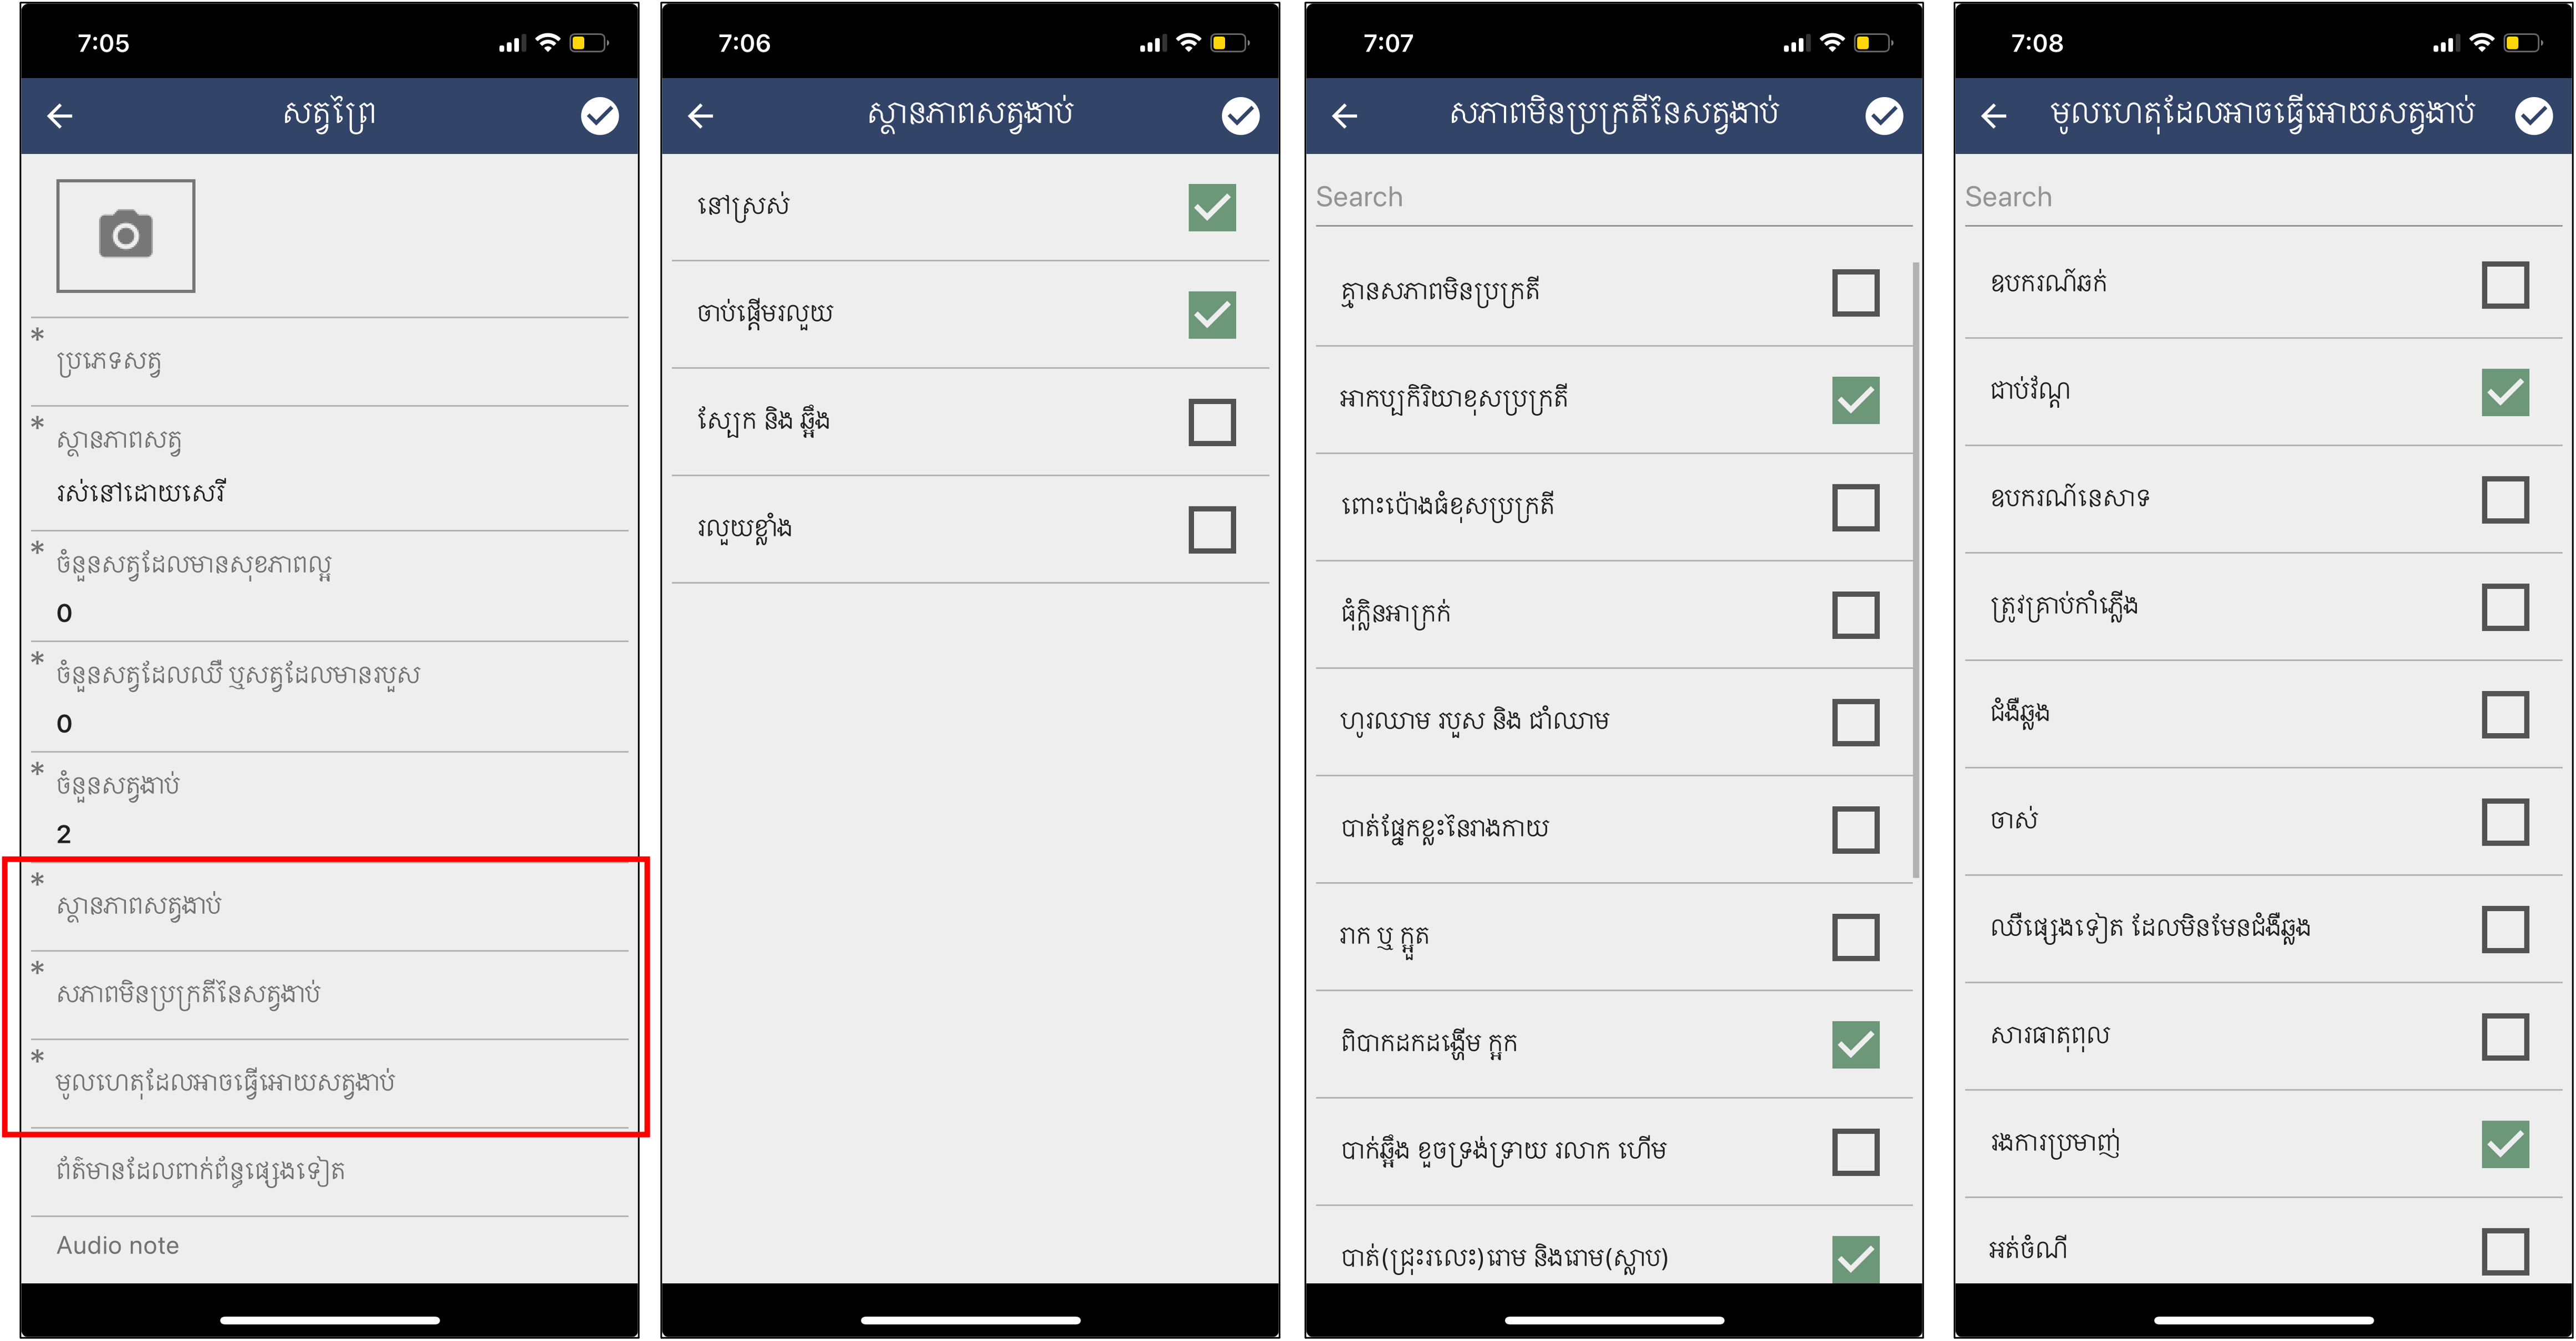 7:05
សត្វព្រៃ
*
ប្រភេទសត្វ
*
ស្ថានភាពសត្វ
រស់នៅដោយសេរី
*
ចំនួនសត្វដែលមានសុខភាពល្អ
0
*
ចំនួនសត្វដែលឈឺ ឬសត្វដែលមានរបួស
0
*
ចំនួនសត្វងាប់
2
*
ស្ថានភាពសត្វងាប់
*
សភាពមិនប្រក្រតីនៃសត្វងាប់
*
មូលហេតុដែលអាចធ្វើអោយសត្វងាប់
ព័ត៌មានដែលពាក់ព័ន្ធផ្សេងទៀត
Audio note
7:06
ស្ថានភាពសត្វងាប់
នៅស្រស់
ចាប់ផ្ដើមរលួយ
ស្បែក និង ឆ្អឹង
រលួយខ្លាំង
7:07
សភាពមិនប្រក្រតីនៃសត្វងាប់
Search
គ្មានសភាពមិនប្រក្រតី
អាកប្បកិរិយាខុសប្រក្រតី
ពោះប៉ោងធំខុសប្រក្រតី
ធុំក្លិនអាក្រក់
ហូរឈាម របួស និង ជាំឈាម
បាត់ផ្នែកខ្លះនៃរាងកាយ
រាក ឬ ក្អួត
ពិបាកដកដង្ហើម ក្អក
បាក់ឆ្អឹង ខូចទ្រង់ទ្រាយ រលាក ហើម
បាត់(ជ្រុះរលេះ)រោម និងរោម(ស្លាប)
7:08
មូលហេតុដែលអាចធ្វើអោយសត្វងាប់
Search
ឧបករណ៍ឆក់
ជាប់វ័ណ្ដ
ឧបករណ៍នេសាទ
ត្រូវគ្រាប់កាំភ្លើង
ជំងឺឆ្លង
ចាស់
ឈឺផ្សេងទៀត ដែលមិនមែនជំងឺឆ្លង
សារធាតុពុល
រងការប្រមាញ់
អត់ចំណី